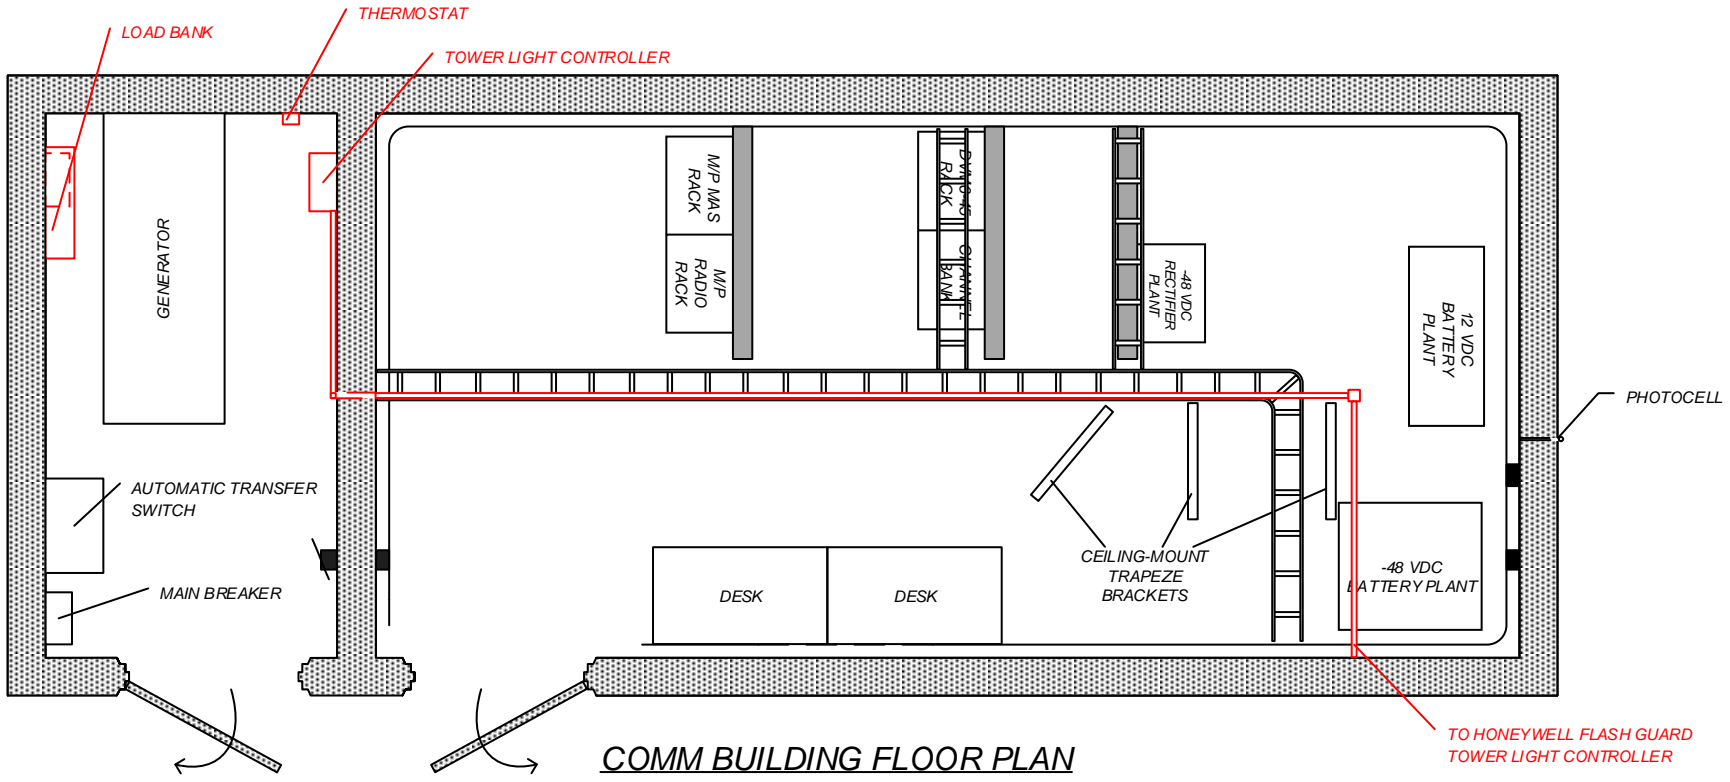 THERMOSTAT
LOAD BANK
TOWER LIGHT CONTROLLER
GENERATOR
M/P MAS
RACK
M/P
RADIO
RACK
DVM6-45
RACK
CHANNEL
BANK
-48 VDC
RECTIFIER
PLANT
12 VDC
BATTERY
PLANT
PHOTOCELL
AUTOMATIC TRANSFER
SWITCH
MAIN BREAKER
DESK
DESK
CEILING-MOUNT
TRAPEZE
BRACKETS
-48 VDC
BATTERY PLANT
TO HONEYWELL FLASH GUARD
TOWER LIGHT CONTROLLER
COMM BUILDING FLOOR PLAN